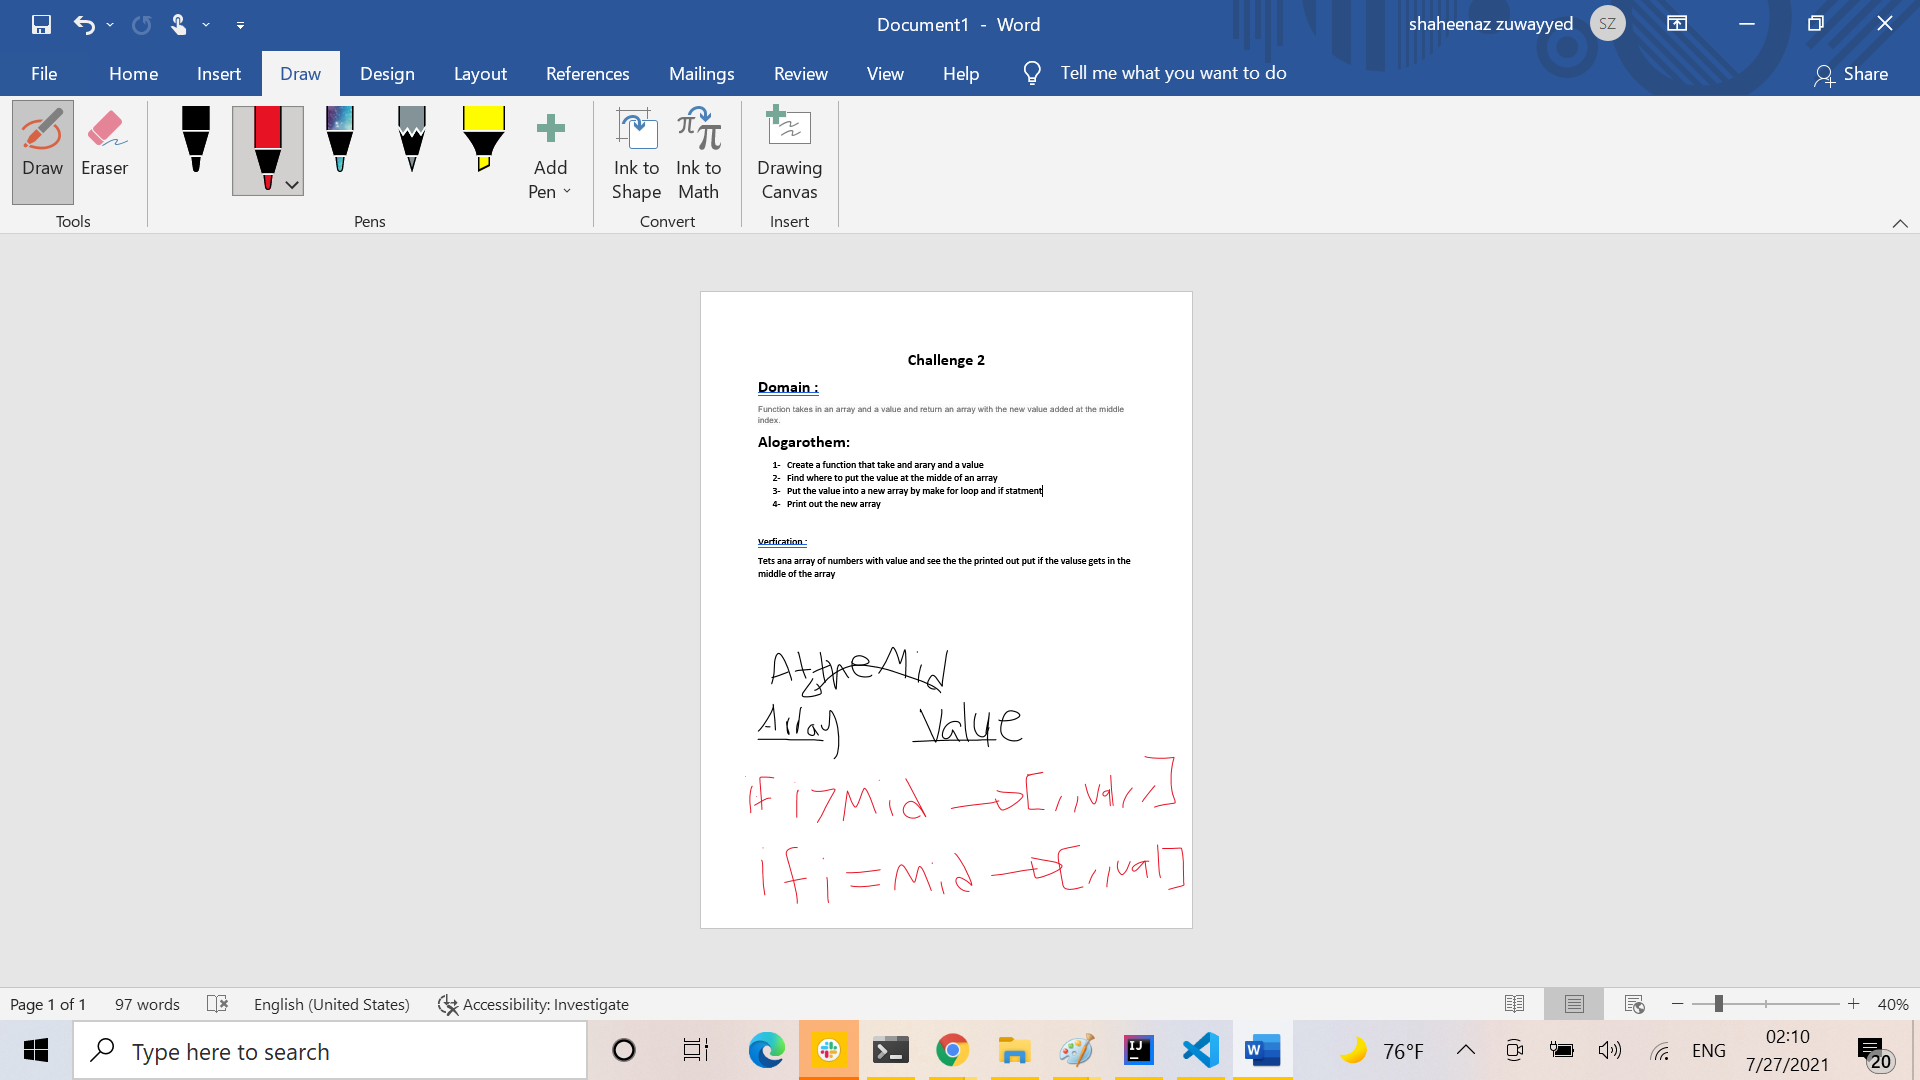 Document1 - Word
shaheenaz zuwayyed SZ
File Home Insert Draw Design Layout References Mailings Review View Help Tell me what you want to do Share
Draw Eraser Add Pen Ink to Shape Ink to Math Drawing Canvas
Tools Pens Convert Insert
Challenge 2
Domain :
Function takes in an array and a value and return an array with the new value added at the middle
index.
Alogarothem:
1- Create a function that take and arary and a value
2- Find where to put the value at the midde of an array
3- Put the value into a new array by make for loop and if statment
4- Print out the new array
Verfication :
Tets ana array of numbers with value and see the the printed out put if the valuse gets in the
middle of the array
At the Mid
Array Value
if i > Mid → [,,val,,]
if i = Mid → [,,val]
Page 1 of 1 97 words English (United States) Accessibility: Investigate 40%
Type here to search 76°F ENG 02:10
7/27/2021 20